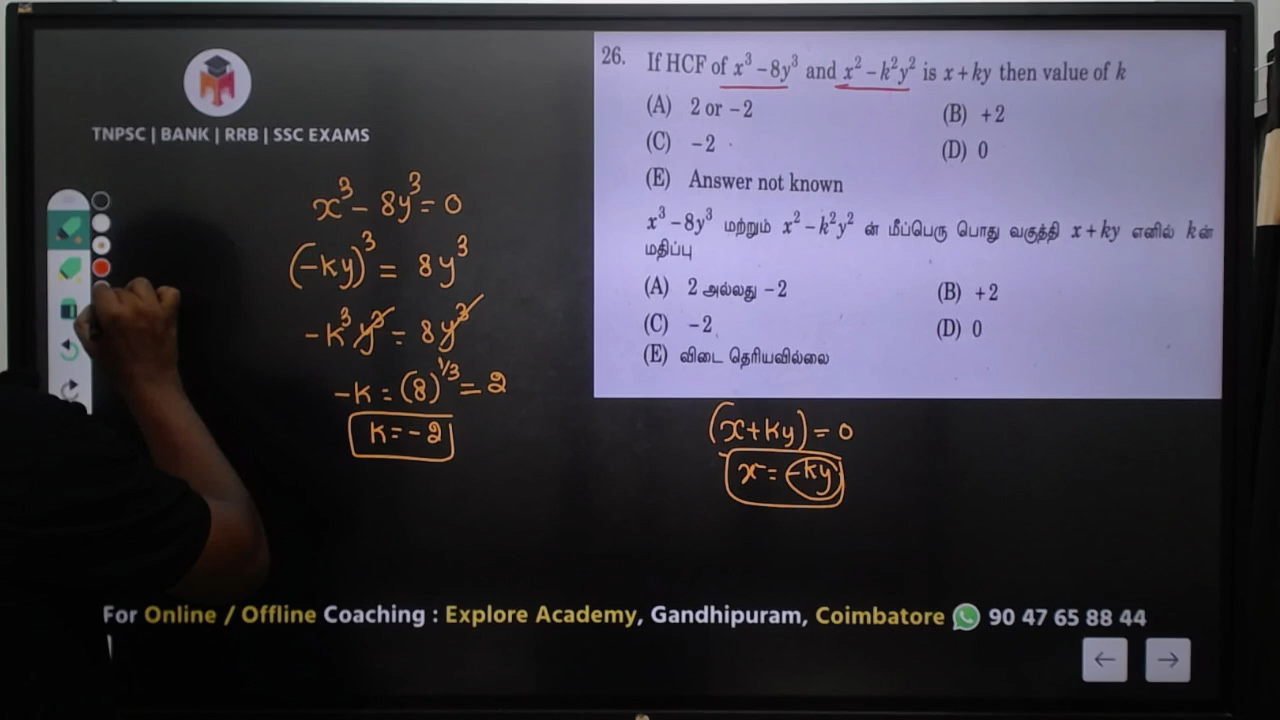 TNPSC | BANK | RRB | SSC EXAMS
26. If HCF of x³ – 8y³ and x² – k²y² is x + ky then value of k
(A) 2 or –2
(B) +2
(C) –2
(D) 0
(E) Answer not known
x³ – 8y³ மற்றும் x² – k²y² ன் மீப்பெரு பொது வகுத்தி x + ky எனில் k ன்
மதிப்பு
(A) 2 அல்லது –2
(B) +2
(C) –2
(D) 0
(E) விடை தெரியவில்லை
x³ – 8y³ = 0
(–ky)³ = 8y³
–k³y³ = 8y³
–k = (8)^1/3 = 2
k = –2
(x+ky) = 0
x = –ky
For Online / Offline Coaching : Explore Academy, Gandhipuram, Coimbatore 90 47 65 88 44